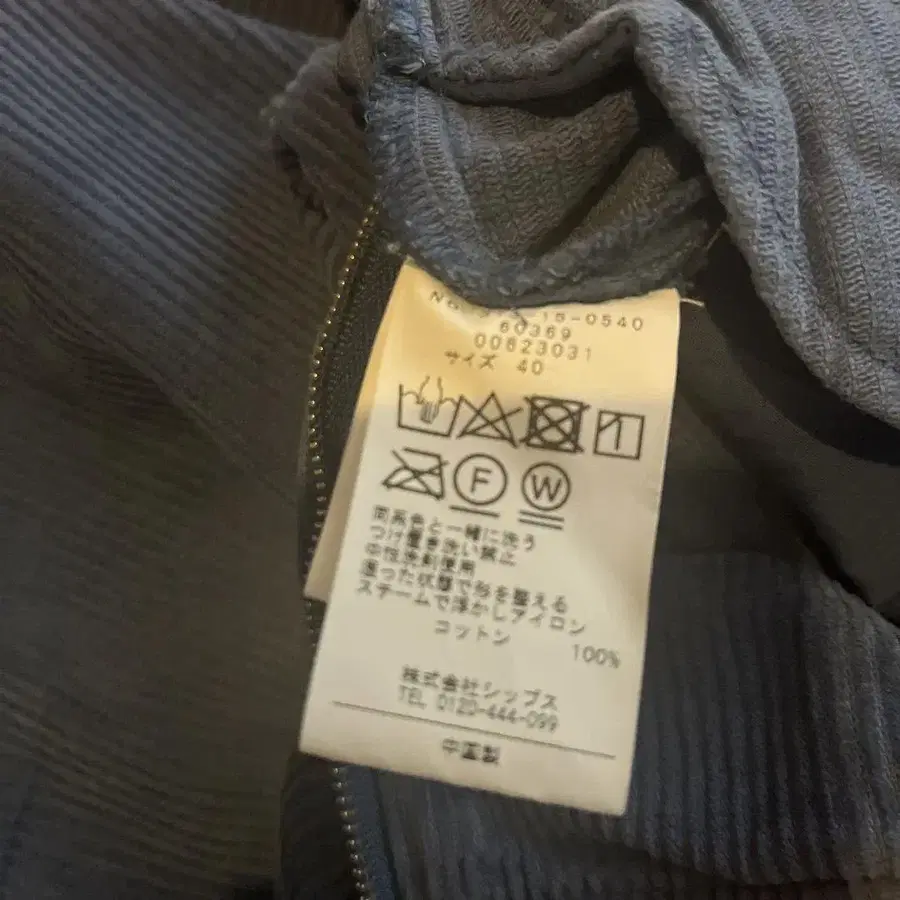 15-0540
60369
00623031
サイズ 40
F W
同系色と一緒に洗う
つけ置き洗い禁止
中性洗剤使用
湿った状態で形を整える
スチームで浮かしアイロン
コットン 100%
株式会社シップス
TEL 0120-444-099
中国製